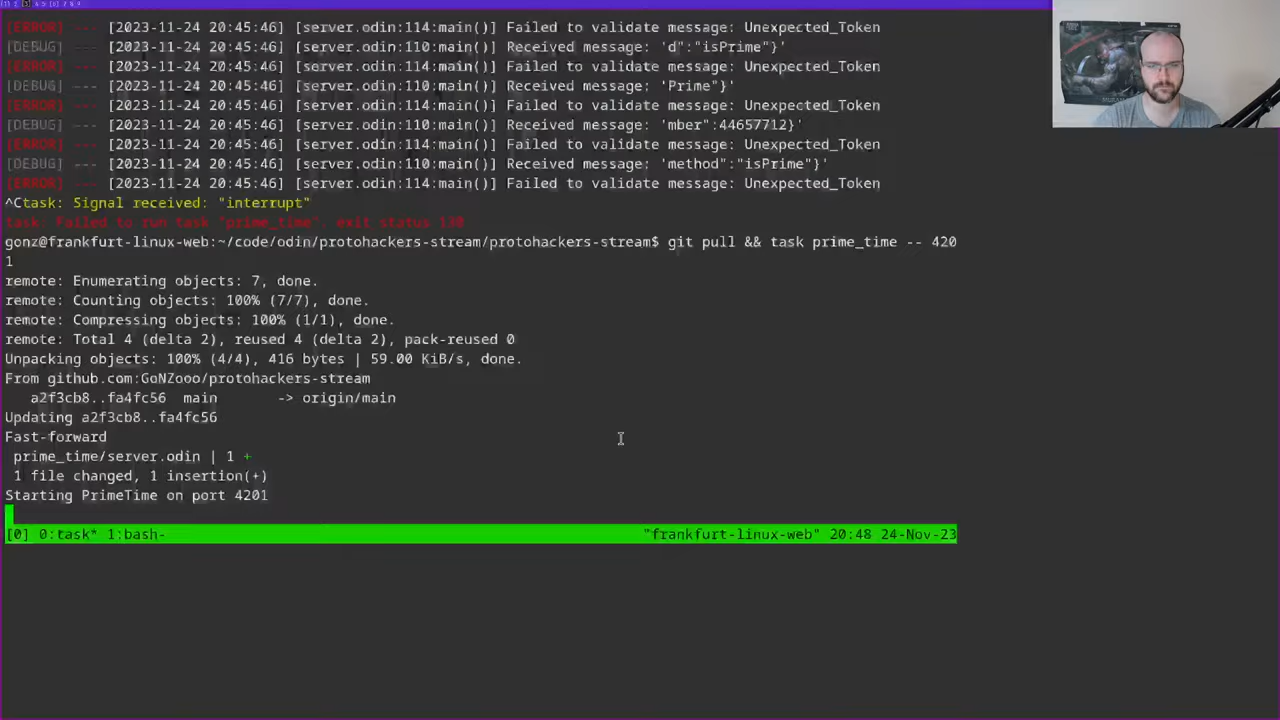 [ERROR] --- [2023-11-24 20:45:46] [server.odin:114:main()] Failed to validate message: Unexpected_Token
[DEBUG] --- [2023-11-24 20:45:46] [server.odin:110:main()] Received message: 'd":"isPrime"}'
[ERROR] --- [2023-11-24 20:45:46] [server.odin:114:main()] Failed to validate message: Unexpected_Token
[DEBUG] --- [2023-11-24 20:45:46] [server.odin:110:main()] Received message: 'Prime"}
[ERROR] --- [2023-11-24 20:45:46] [server.odin:114:main()] Failed to validate message: Unexpected_Token
[DEBUG] --- [2023-11-24 20:45:46] [server.odin:110:main()] Received message: 'mber":44657712}'
[ERROR] --- [2023-11-24 20:45:46] [server.odin:114:main()] Failed to validate message: Unexpected_Token
[DEBUG] --- [2023-11-24 20:45:46] [server.odin:110:main()] Received message: 'method":"isPrime"}'
[ERROR] --- [2023-11-24 20:45:46] [server.odin:114:main()] Failed to validate message: Unexpected_Token
^Ctask: Signal received: "interrupt"
task: Failed to run task "prime_time": exit status 130
gonz@frankfurt-linux-web:~/code/odin/protohackers-stream/protohackers-stream$ git pull && task prime_time -- 420
1
remote: Enumerating objects: 7, done.
remote: Counting objects: 100% (7/7), done.
remote: Compressing objects: 100% (1/1), done.
remote: Total 4 (delta 2), reused 4 (delta 2), pack-reused 0
Unpacking objects: 100% (4/4), 416 bytes | 59.00 KiB/s, done.
From github.com:GoNZooo/protohackers-stream
a2f3cb8..fa4fc56 main -> origin/main
Updating a2f3cb8..fa4fc56
Fast-forward
prime_time/server.odin | 1 +
1 file changed, 1 insertion(+)
Starting PrimeTime on port 4201
[0] 0:task* 1:bash- "frankfurt-linux-web" 20:48 24-Nov-23